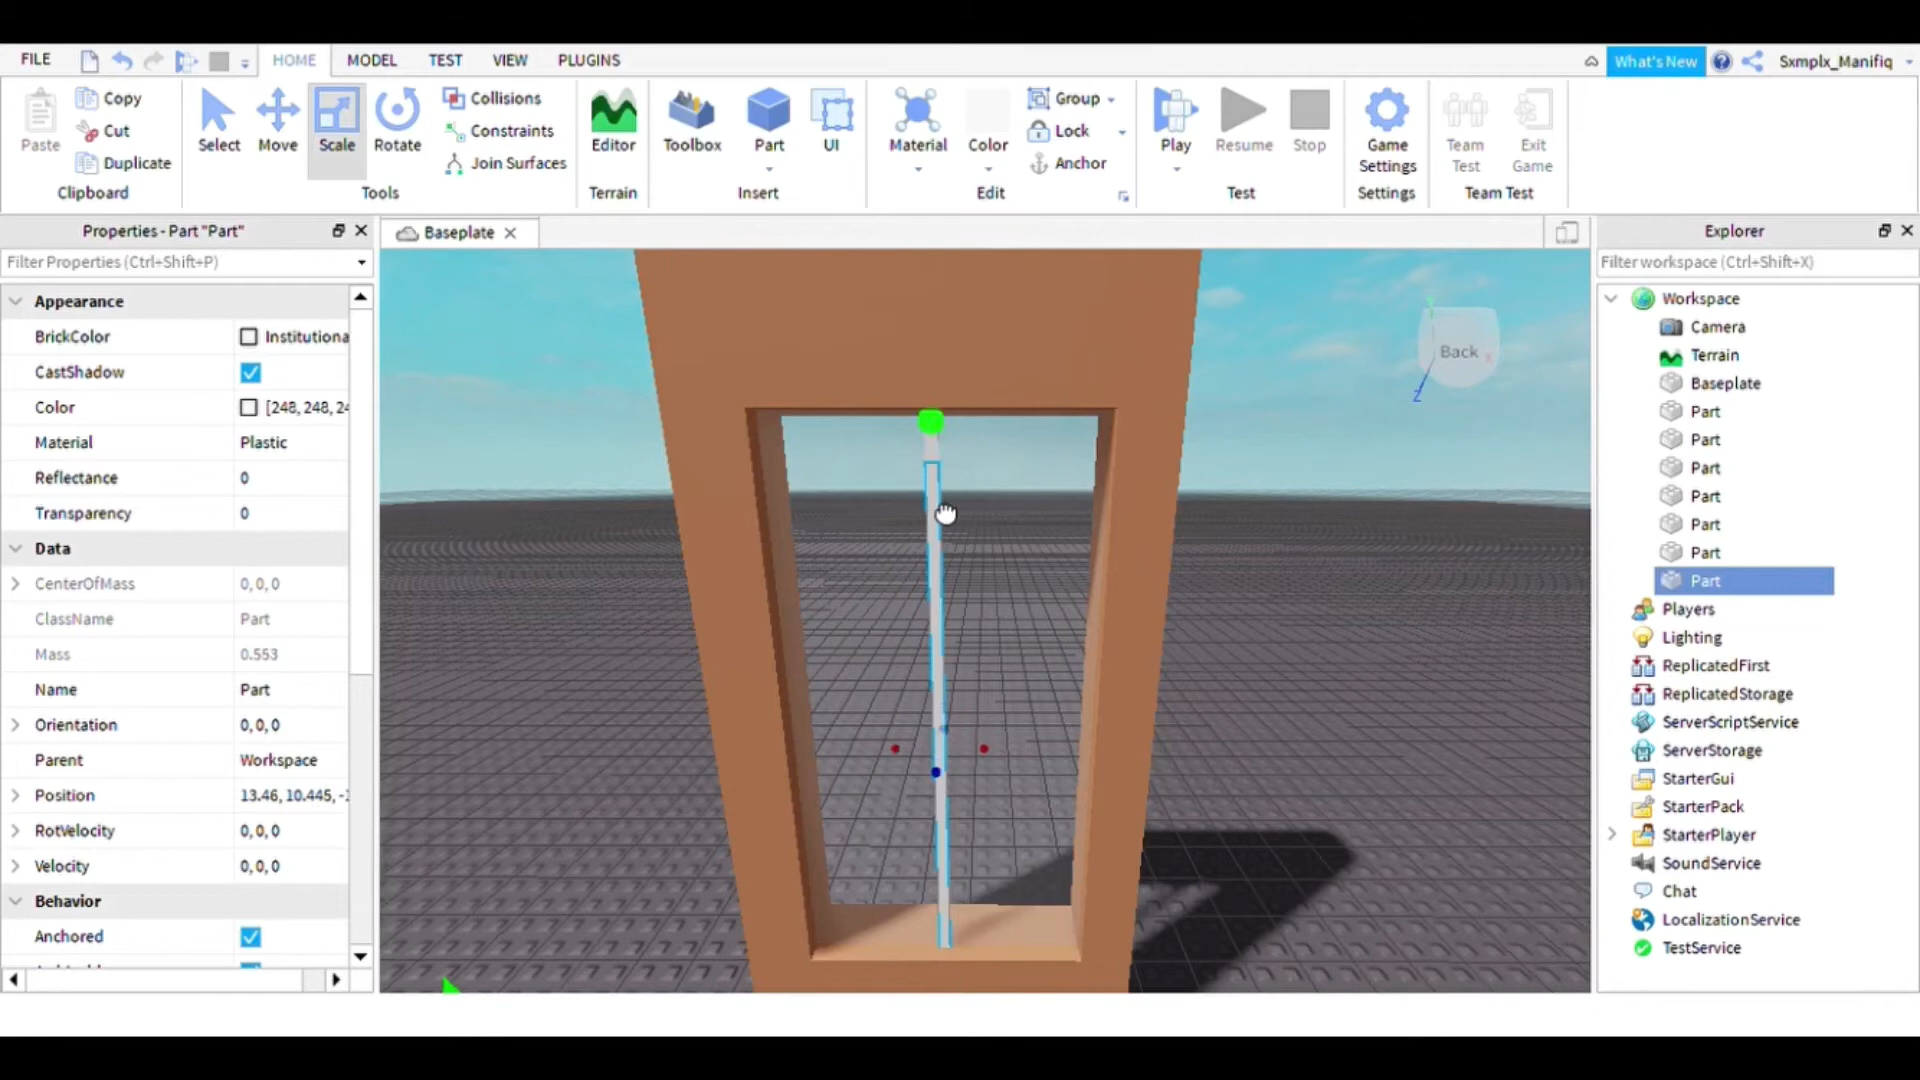 FILE HOME MODEL TEST VIEW PLUGINS What's New Sxmplx_Manifiq
Paste Copy Cut Duplicate
Clipboard
Select Move Scale Rotate Collisions Constraints Join Surfaces
Tools
Editor
Terrain
Toolbox Part UI
Insert
Material Color Group Lock Anchor
Edit
Play Resume Stop
Test
Game Settings
Settings
Team Test Exit Game
Team Test
Properties - Part "Part"
Filter Properties (Ctrl+Shift+P)
Appearance
BrickColor Instituciona
CastShadow
Color [248, 248, 24
Material Plastic
Reflectance 0
Transparency 0
Data
CenterOfMass 0, 0, 0
ClassName Part
Mass 0.553
Name Part
Orientation 0, 0, 0
Parent Workspace
Position 13.46, 10.445, -1
RotVelocity 0, 0, 0
Velocity 0, 0, 0
Behavior
Anchored
Baseplate
Back
Z
Explorer
Filter workspace (Ctrl+Shift+X)
Workspace
Camera
Terrain
Baseplate
Part
Part
Part
Part
Part
Part
Part
Players
Lighting
ReplicatedFirst
ReplicatedStorage
ServerScriptService
ServerStorage
StarterGui
StarterPack
StarterPlayer
SoundService
Chat
LocalizationService
TestService